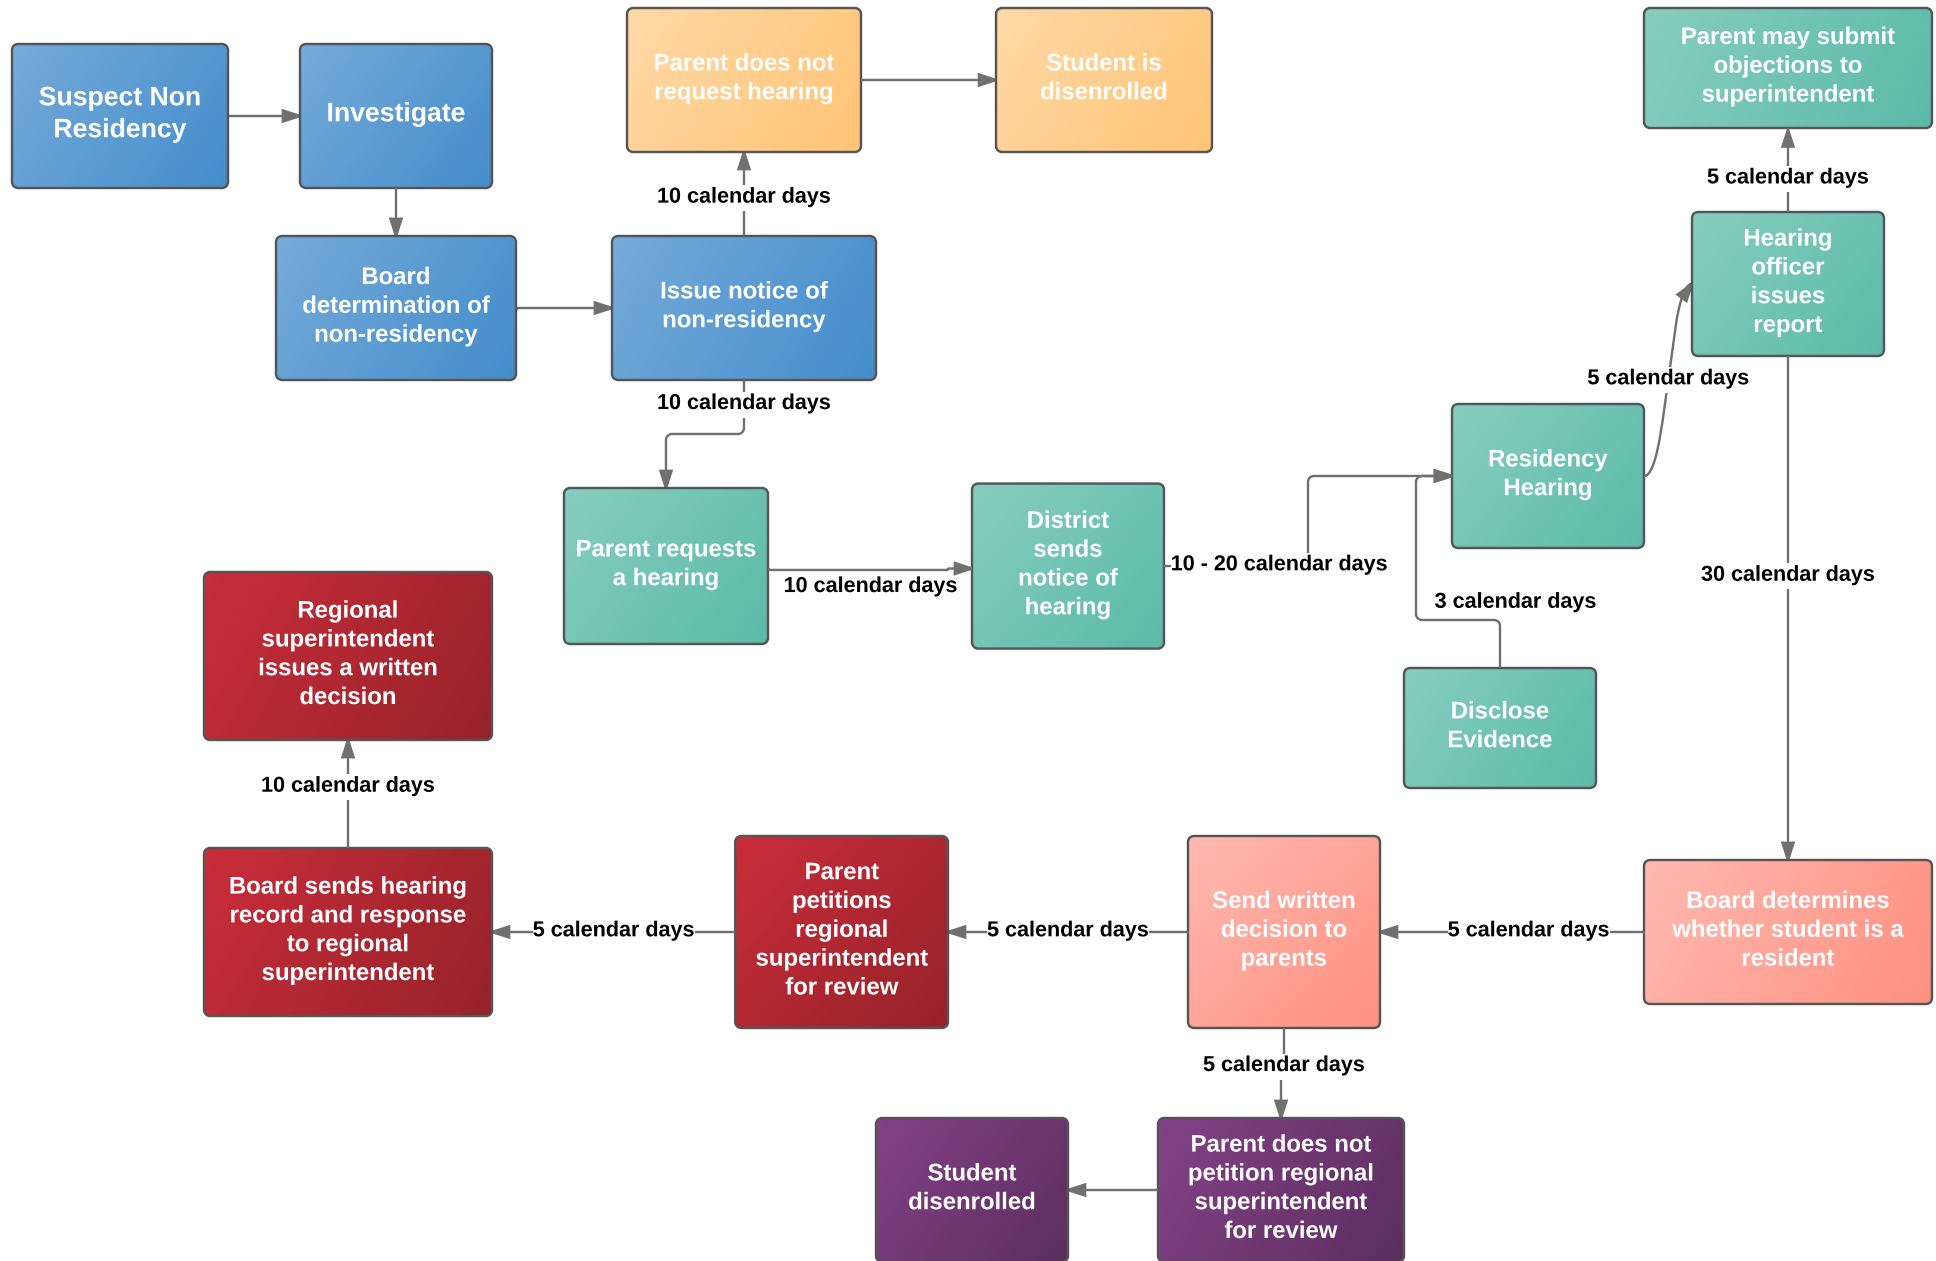 Suspect Non
Residency
Investigate
Parent does not
request hearing
Student is
disenrolled
Parent may submit
objections to
superintendent
10 calendar days
5 calendar days
Board
determination of
non-residency
Issue notice of
non-residency
Hearing
officer
issues
report
10 calendar days
5 calendar days
Parent requests
a hearing
10 calendar days
District
sends
notice of
hearing
10 - 20 calendar days
Residency
Hearing
3 calendar days
Disclose
Evidence
30 calendar days
Regional
superintendent
issues a written
decision
10 calendar days
Board sends hearing
record and response
to regional
superintendent
5 calendar days
Parent
petitions
regional
superintendent
for review
5 calendar days
Send written
decision to
parents
5 calendar days
Board determines
whether student is a
resident
5 calendar days
Student
disenrolled
Parent does not
petition regional
superintendent
for review